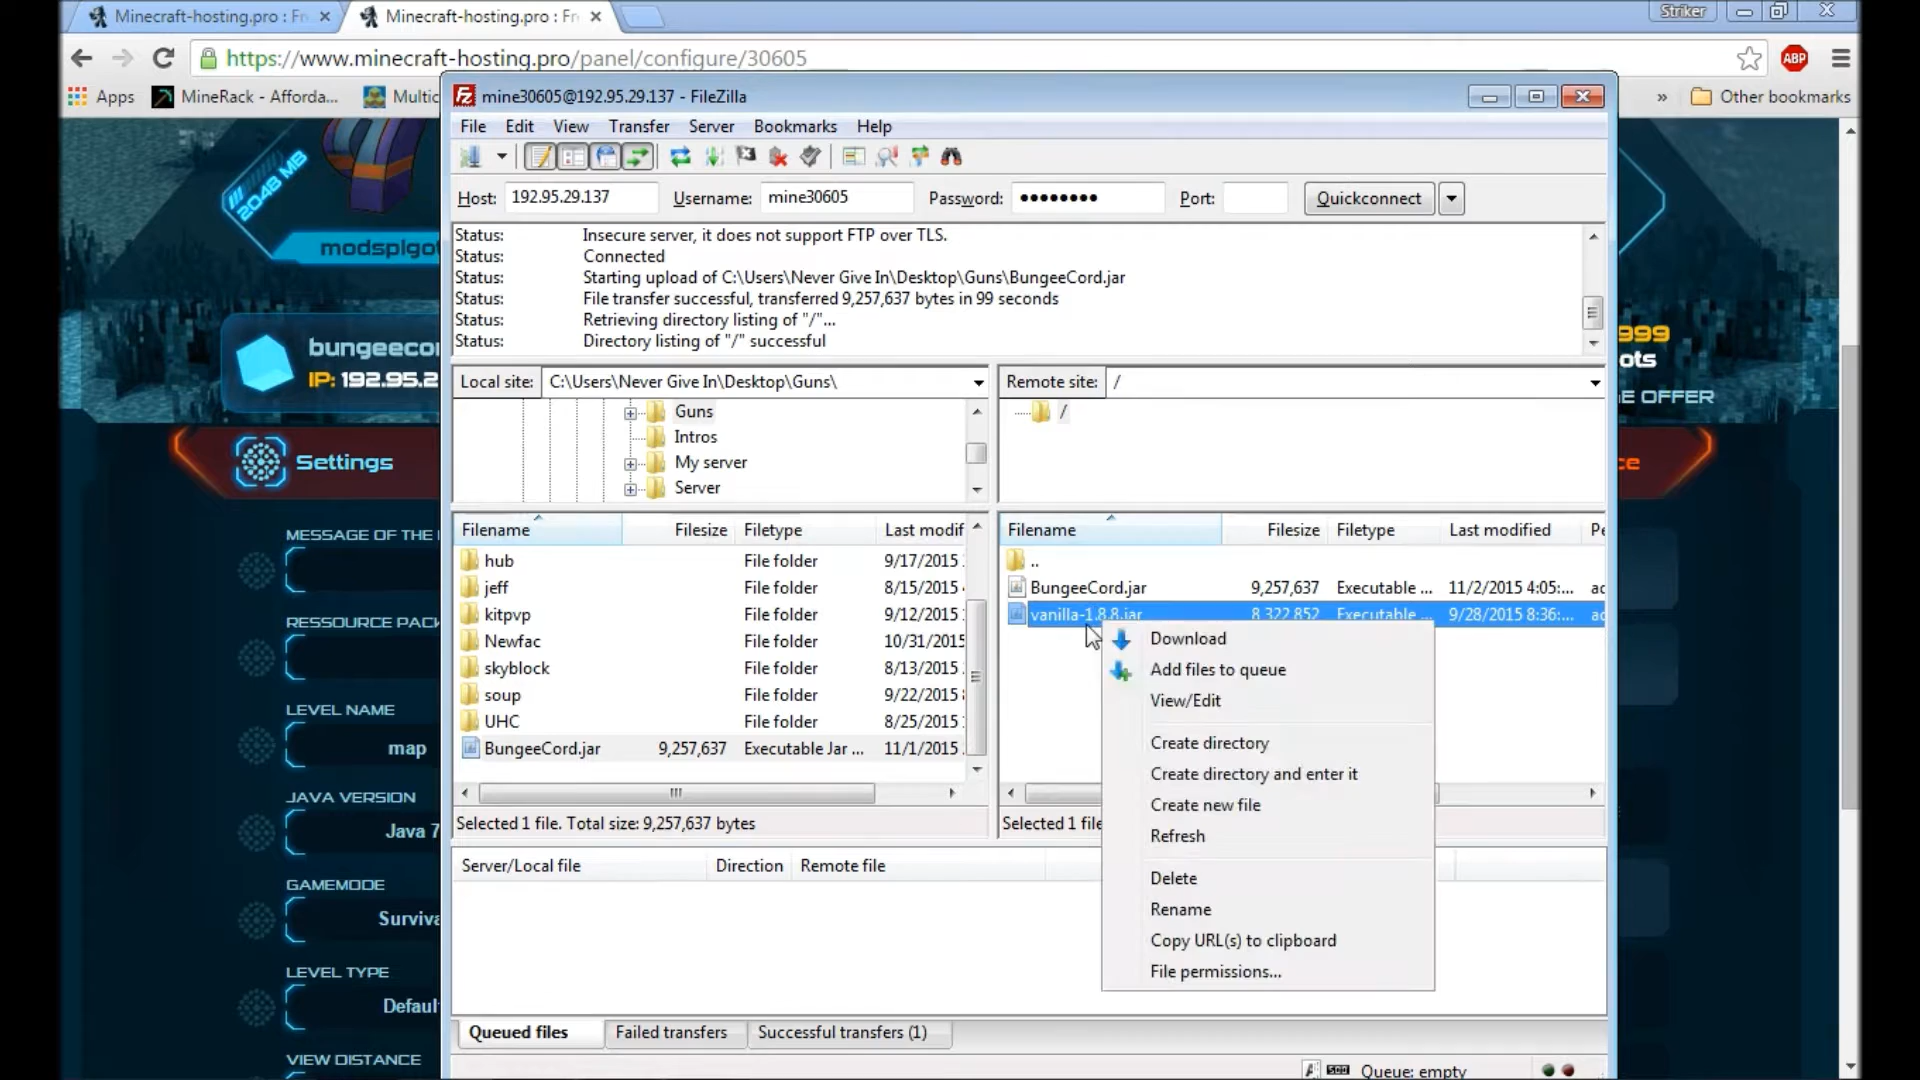 Minecraft-hosting.pro : Fr
Minecraft-hosting.pro : Fr
Striker
https://www.minecraft-hosting.pro/panel/configure/30605
ABP
Apps
MineRack - Afforda...
Multic
»
Other bookmarks
mine30605@192.95.29.137 - FileZilla
File Edit View Transfer Server Bookmarks Help
2048 MB
Host: 192.95.29.137 Username: mine30605 Password: ●●●●●●●● Port: Quickconnect
modsplgot
Status: Insecure server, it does not support FTP over TLS.
Status: Connected
Status: Starting upload of C:\Users\Never Give In\Desktop\Guns\BungeeCord.jar
Status: File transfer successful, transferred 9,257,637 bytes in 99 seconds
Status: Retrieving directory listing of "/"...
Status: Directory listing of "/" successful
bungeecor
IP: 192.95.2
999
ots
E OFFER
Local site: C:\Users\Never Give In\Desktop\Guns\
Remote site: /
Guns
Intros
My server
Server
/
Settings
ce
Filename Filesize Filetype Last modif
hub File folder 9/17/2015
jeff File folder 8/15/2015
kitpvp File folder 9/12/2015
Newfac File folder 10/31/2015
skyblock File folder 8/13/2015
soup File folder 9/22/2015
UHC File folder 8/25/2015
BungeeCord.jar 9,257,637 Executable Jar ... 11/1/2015
Selected 1 file. Total size: 9,257,637 bytes
Filename Filesize Filetype Last modified Pe
..
BungeeCord.jar 9,257,637 Executable ... 11/2/2015 4:05:... ad
vanilla-1.8.8.jar 8,322,852 Executable ... 9/28/2015 8:36:... ad
Selected 1 file
Download
Add files to queue
View/Edit
Create directory
Create directory and enter it
Create new file
Refresh
Delete
Rename
Copy URL(s) to clipboard
File permissions...
MESSAGE OF THE
RESSOURCE PACK
LEVEL NAME
map
JAVA VERSION
Java 7
GAMEMODE
Surviva
LEVEL TYPE
Default
VIEW DISTANCE
Server/Local file Direction Remote file
Queued files Failed transfers Successful transfers (1)
Queue: empty